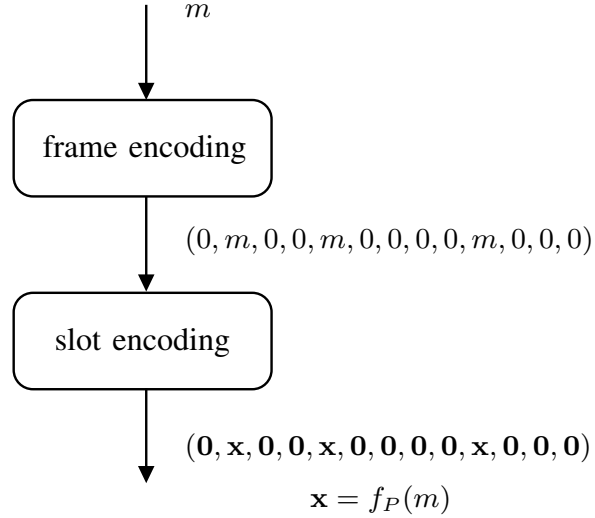 m
frame encoding
(0, m, 0, 0, m, 0, 0, 0, 0, m, 0, 0, 0)
slot encoding
(0, x, 0, 0, x, 0, 0, 0, 0, x, 0, 0, 0)
x = f_P(m)